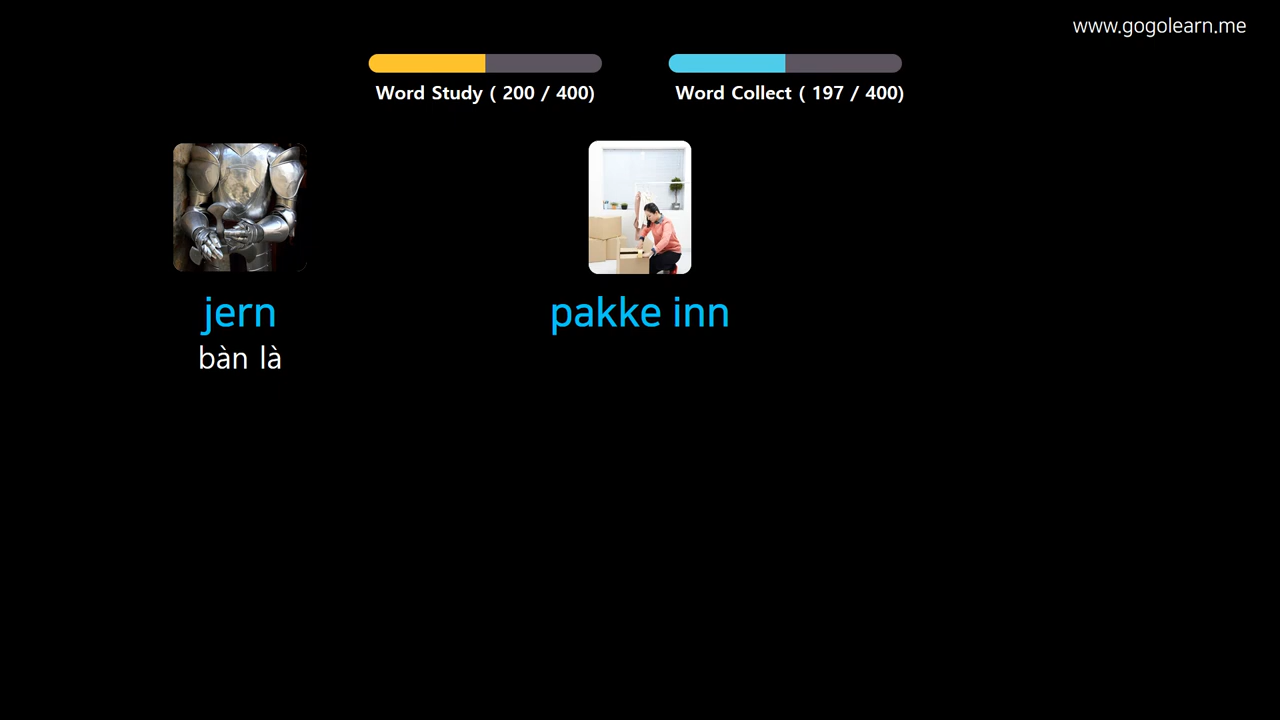 www.gogolearn.me
Word Study ( 200 / 400)
Word Collect ( 197 / 400)
jern
bàn là
pakke inn